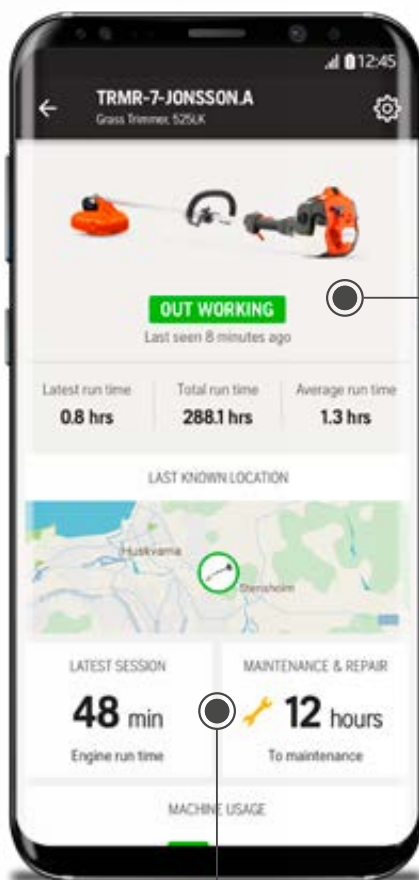 12:45
TRMR-7-JONSSON.A
Grass Trimmer, 525LK
OUT WORKING
Last seen 8 minutes ago
Latest run time
Total run time
Average run time
0.8 hrs
288.1 hrs
1.3 hrs
LAST KNOWN LOCATION
Huskvarna
Stensholm
LATEST SESSION
MAINTENANCE & REPAIR
48 min
12 hours
Engine run time
To maintenance
MACHINE USAGE